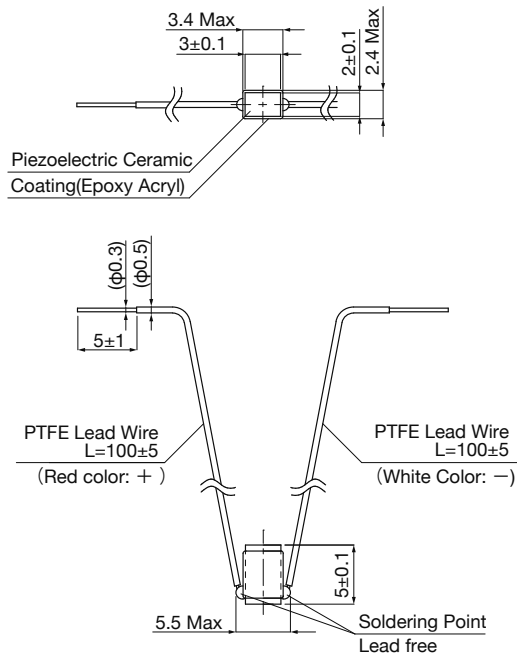 3.4 Max
3±0.1
2±0.1
2.4 Max
Piezoelectric Ceramic
Coating(Epoxy Acryl)
(ϕ0.3)
(ϕ0.5)
5±1
PTFE Lead Wire
L=100±5
(Red color: + )
PTFE Lead Wire
L=100±5
(White Color: −)
5±0.1
5.5 Max
Soldering Point
Lead free